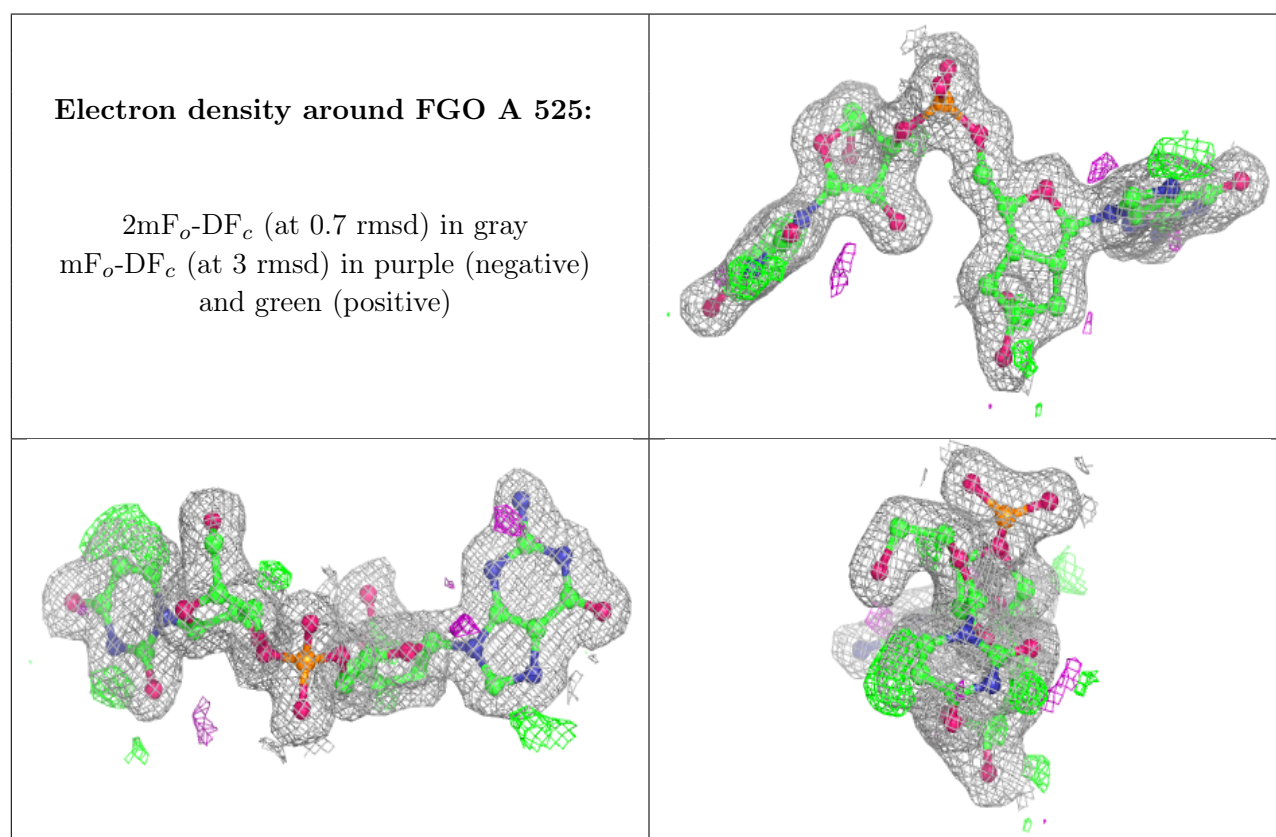 Electron density around FGO A 525:
2mFo-DFc (at 0.7 rmsd) in gray
mFo-DFc (at 3 rmsd) in purple (negative)
and green (positive)